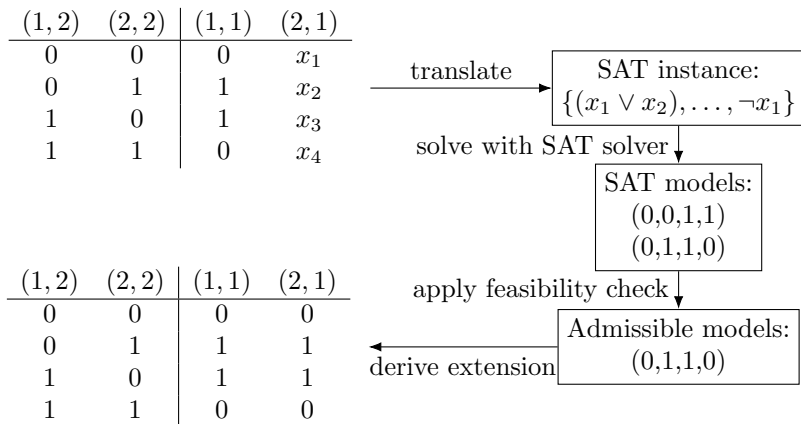 (1, 2) (2, 2) (1, 1) (2, 1)
0 0 0 x₁
0 1 1 x₂
1 0 1 x₃
1 1 0 x₄
translate
SAT instance:
{(x₁ ∨ x₂), . . . , ¬x₁}
solve with SAT solver
SAT models:
(0,0,1,1)
(0,1,1,0)
apply feasibility check
Admissible models:
(0,1,1,0)
derive extension
(1, 2) (2, 2) (1, 1) (2, 1)
0 0 0 0
0 1 1 1
1 0 1 1
1 1 0 0